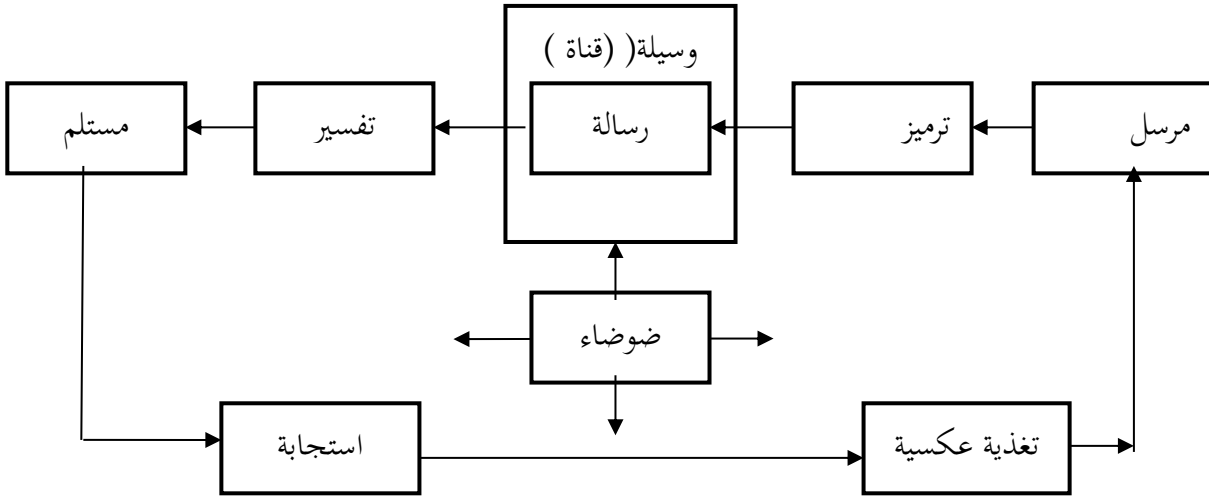 وسيلة( (قناة )
مرسل
ترميز
رسالة
تفسير
مستلم
ضوضاء
تغذية عكسية
استجابة